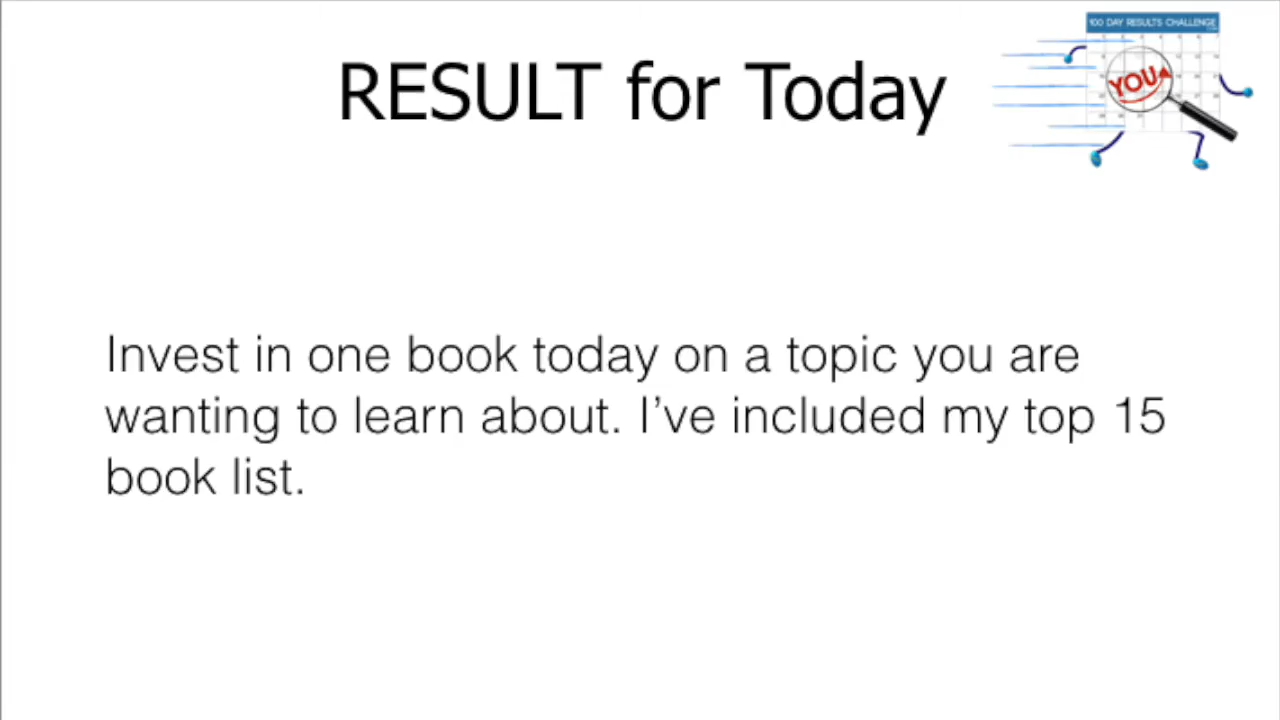 100 DAY RESULTS CHALLENGE
YOU
RESULT for Today
Invest in one book today on a topic you are
wanting to learn about. I’ve included my top 15
book list.